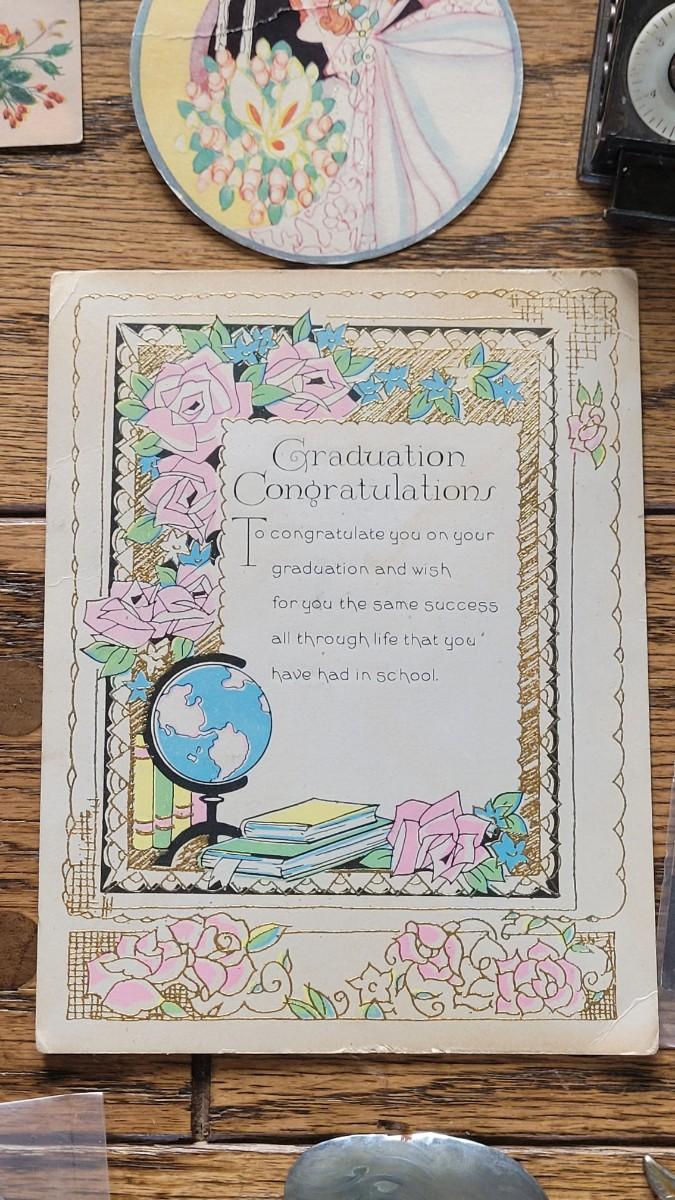 Graduation
Congratulations
To congratulate you on your
graduation and wish
for you the same success
all through life that you
have had in school.